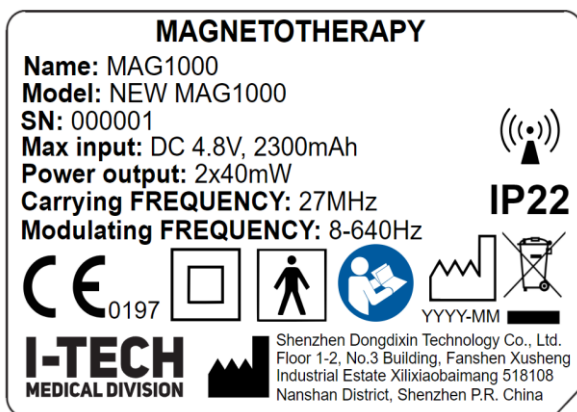 MAGNETOTHERAPY
Name: MAG1000
Model: NEW MAG1000
SN: 000001
Max input: DC 4.8V, 2300mAh
Power output: 2x40mW
Carrying FREQUENCY: 27MHz
IP22
Modulating FREQUENCY: 8-640Hz
CE 0197
YYYY-MM
I-TECH
MEDICAL DIVISION
Shenzhen Dongdixin Technology Co., Ltd.
Floor 1-2, No.3 Building, Fanshen Xusheng
Industrial Estate Xilixiaobaimang 518108
Nanshan District, Shenzhen P.R. China